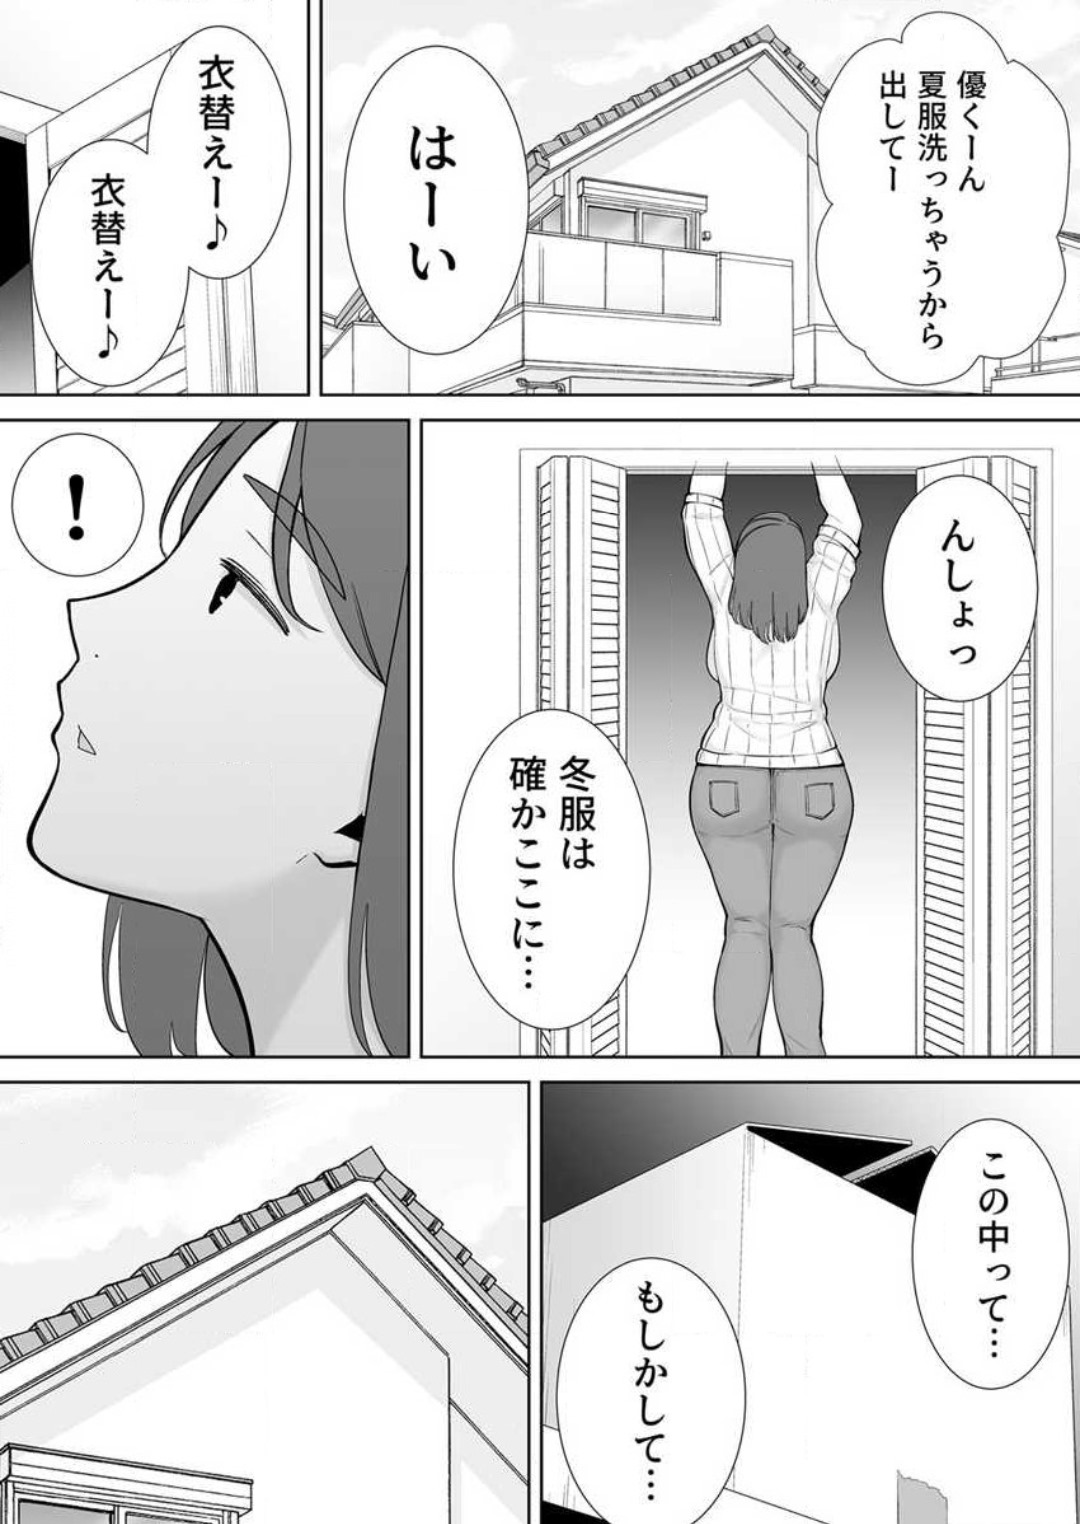 優くーん
夏服洗っちゃうから
出してー
はーい
衣替えー♪
衣替えー♪
んしょっ
冬服は
確かここに…
！
この中って…
もしかして…